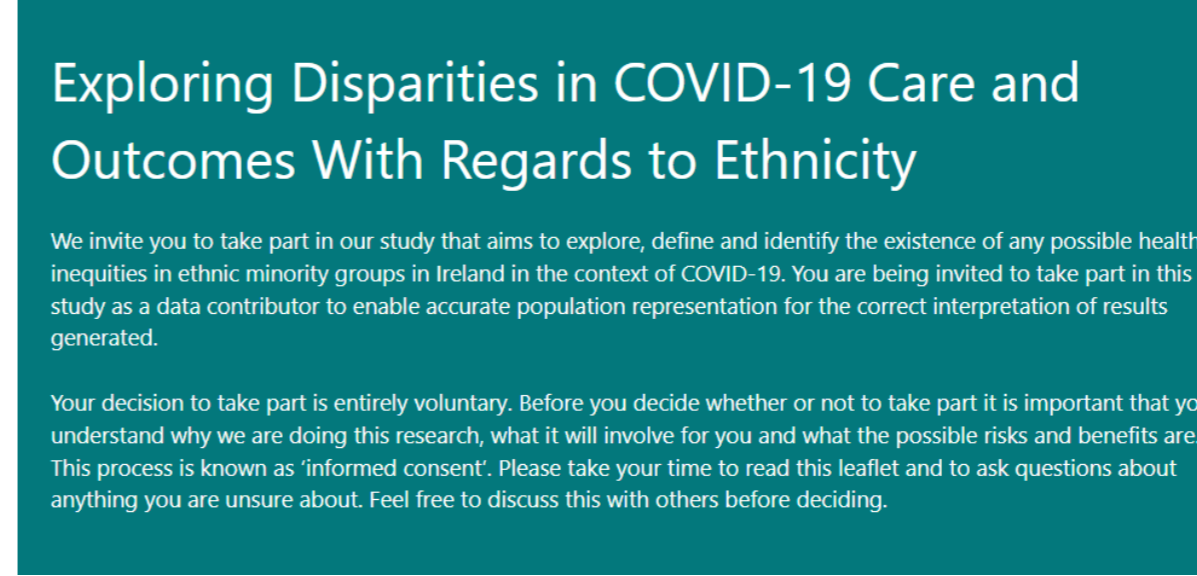 Exploring Disparities in COVID-19 Care and
Outcomes With Regards to Ethnicity
We invite you to take part in our study that aims to explore, define and identify the existence of any possible health
inequities in ethnic minority groups in Ireland in the context of COVID-19. You are being invited to take part in this
study as a data contributor to enable accurate population representation for the correct interpretation of results
generated.
Your decision to take part is entirely voluntary. Before you decide whether or not to take part it is important that yo
understand why we are doing this research, what it will involve for you and what the possible risks and benefits are.
This process is known as ‘informed consent’. Please take your time to read this leaflet and to ask questions about
anything you are unsure about. Feel free to discuss this with others before deciding.